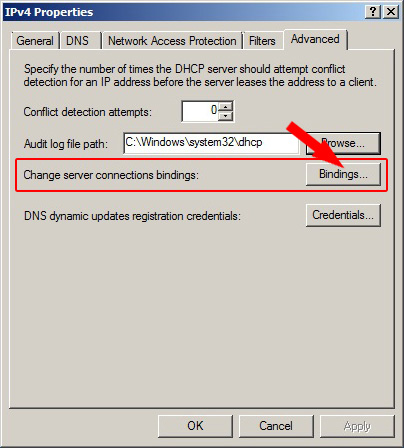 IPv4 Properties
General DNS Network Access Protection Filters Advanced
Specify the number of times the DHCP server should attempt conflict
detection for an IP address before the server leases the address to a client.
Conflict detection attempts: 0
Audit log file path: C:\Windows\system32\dhcp Browse...
Change server connections bindings: Bindings...
DNS dynamic updates registration credentials: Credentials...
OK Cancel Apply